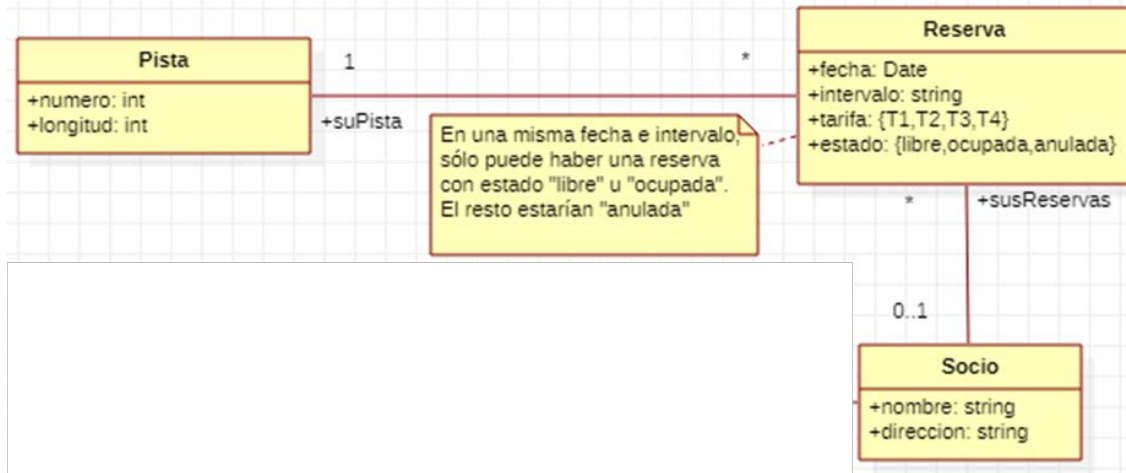 Pista
+numero: int
+longitud: int
1
*
+suPista
Reserva
+fecha: Date
+intervalo: string
+tarifa: {T1,T2,T3,T4}
+estado: {libre,ocupada,anulada}
En una misma fecha e intervalo,
sólo puede haber una reserva
con estado "libre" u "ocupada".
El resto estarían "anulada"
*
+susReservas
0..1
Socio
+nombre: string
+direccion: string